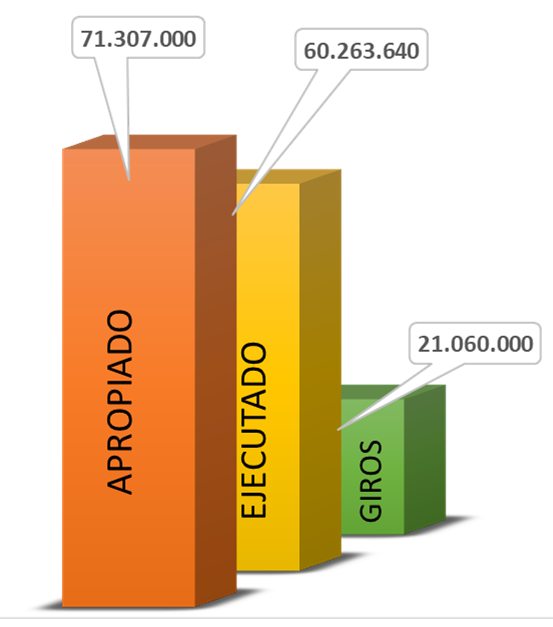 71.307.000
60.263.640
21.060.000
APROPIADO
EJECUTADO
GIROS